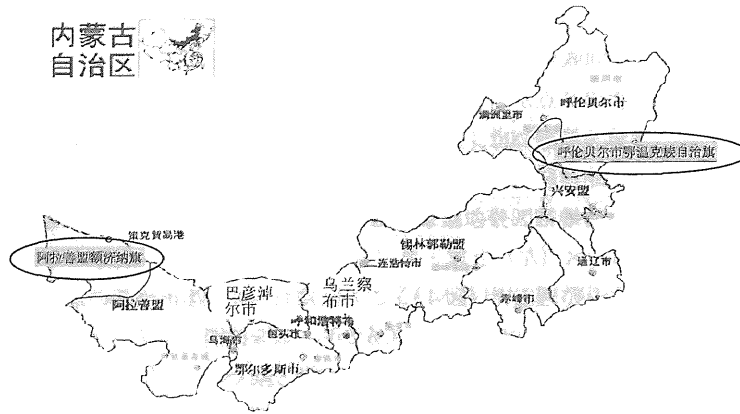 内蒙古
自治区
呼伦贝尔市
满洲里市
呼伦贝尔市鄂温克族自治旗
兴安盟
策克贸易港
锡林郭勒盟
阿拉善盟额济纳旗
二连浩特市
通辽市
巴彦淖
尔市
乌兰察
布市
阿拉善盟
赤峰市
呼和浩特市
包头市
乌海市
鄂尔多斯市